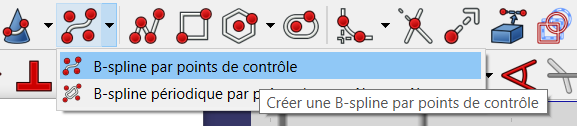 B-spline par points de contrôle
B-spline périodique par
Créer une B-spline par points de contrôle